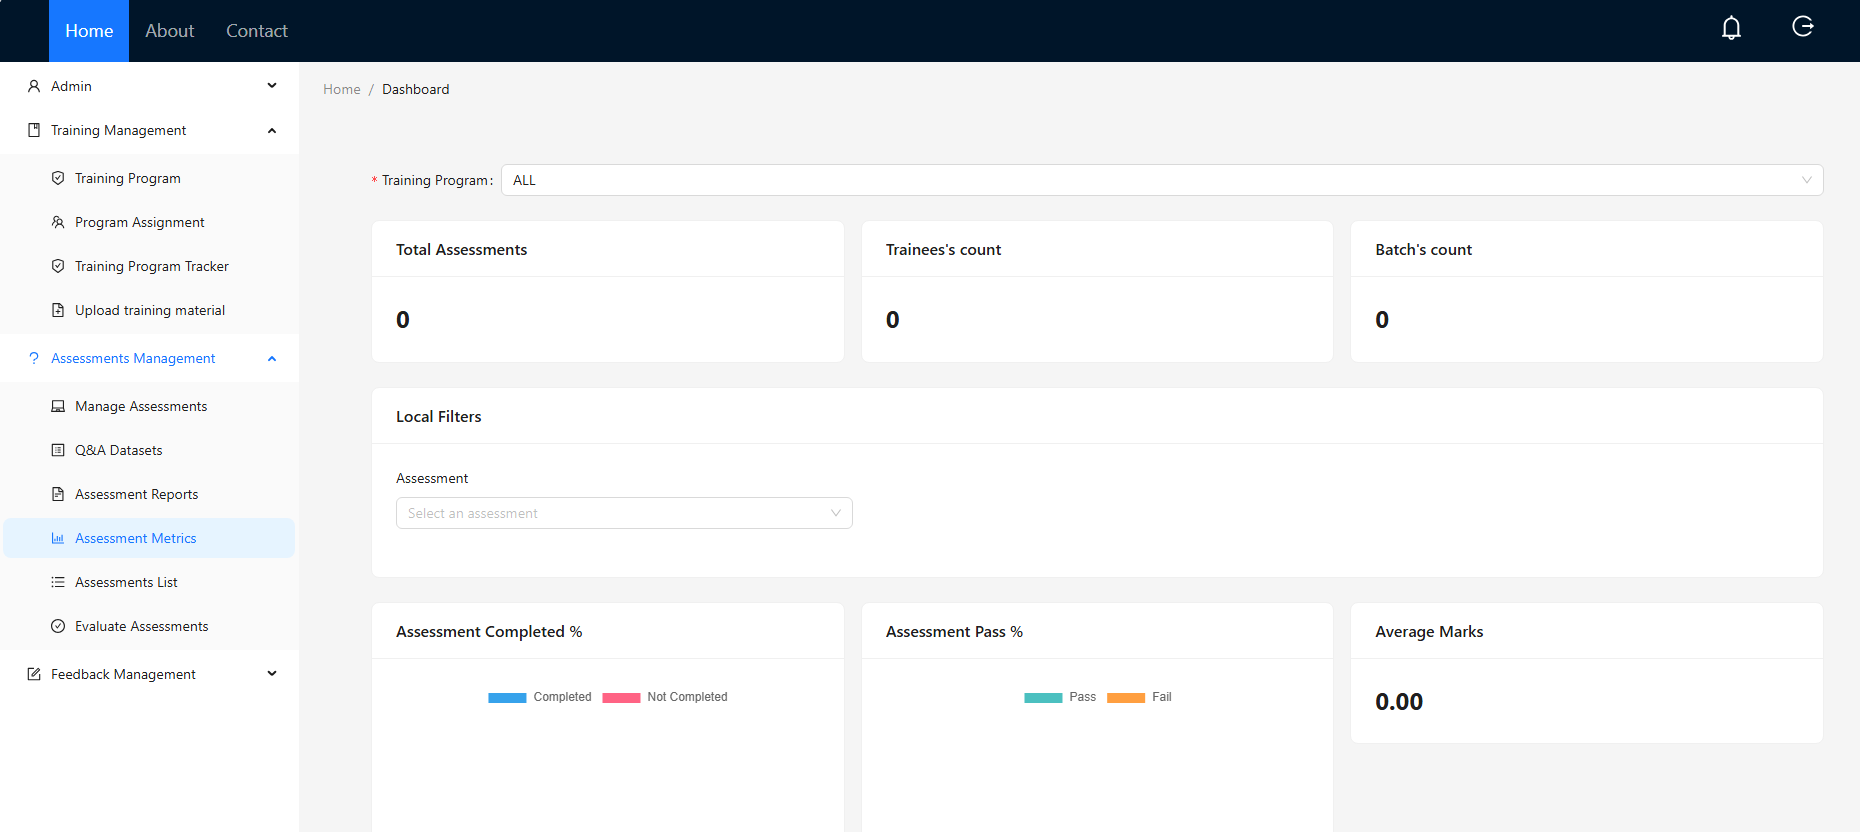 Home About Contact
Admin
Training Management
Training Program
Program Assignment
Training Program Tracker
Upload training material
Assessments Management
Manage Assessments
Q&A Datasets
Assessment Reports
Assessment Metrics
Assessments List
Evaluate Assessments
Feedback Management
Home / Dashboard
* Training Program: ALL
Total Assessments
0
Trainees's count
0
Batch's count
0
Local Filters
Assessment
Select an assessment
Assessment Completed %
Completed Not Completed
Assessment Pass %
Pass Fail
Average Marks
0.00